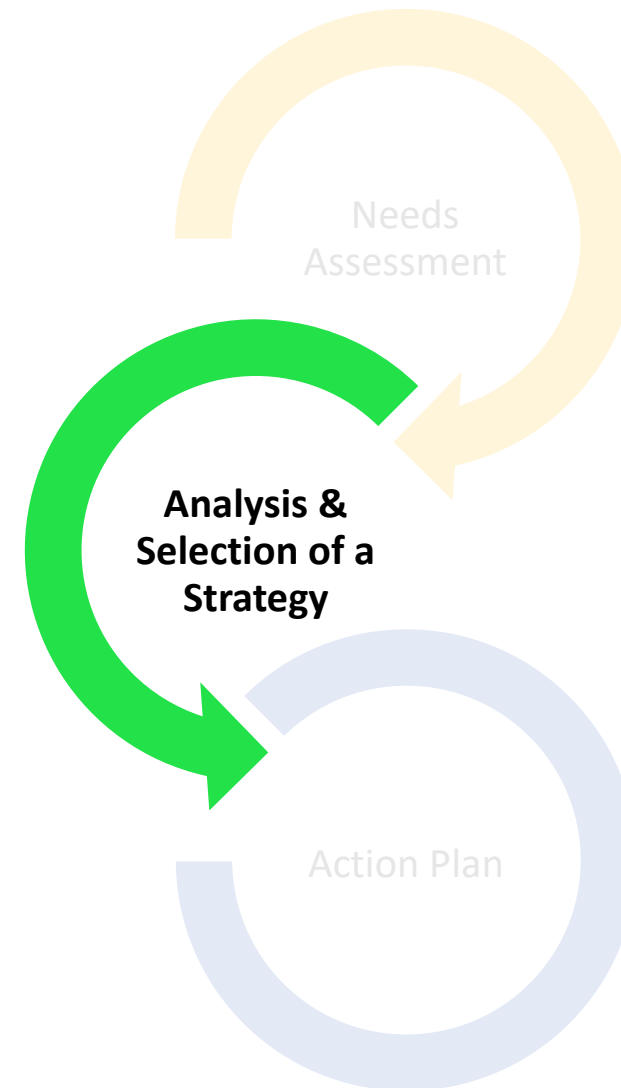 Needs
Assessment
Analysis &
Selection of a
Strategy
Action Plan